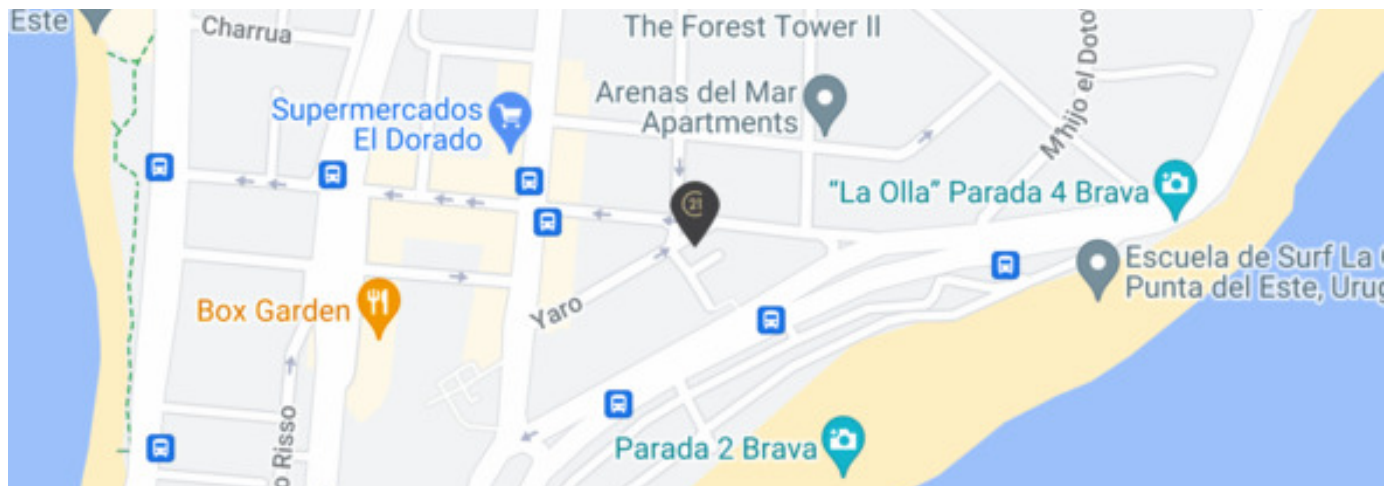 Este
Charrua
The Forest Tower II
Supermercados
El Dorado
Arenas del Mar
Apartments
M'hijo el Doto
21
"La Olla" Parada 4 Brava
Escuela de Surf La
Punta del Este, Urug
Box Garden
Yaro
o Risso
Parada 2 Brava